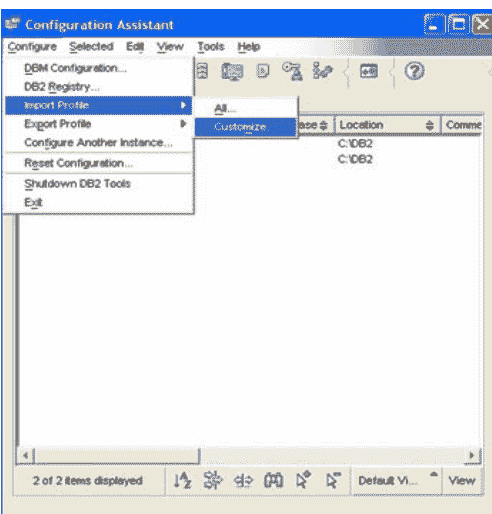 Configuration Assistant
Configure Selected Edit View Tools Help
DBM Configuration...
DB2 Registry...
Import Profile
All...
Export Profile
Customize...
ase Location Comme
Configure Another Instance...
C:\DB2
Reset Configuration...
C:\DB2
Shutdown DB2 Tools
Exit
2 of 2 items displayed Default Vi... View